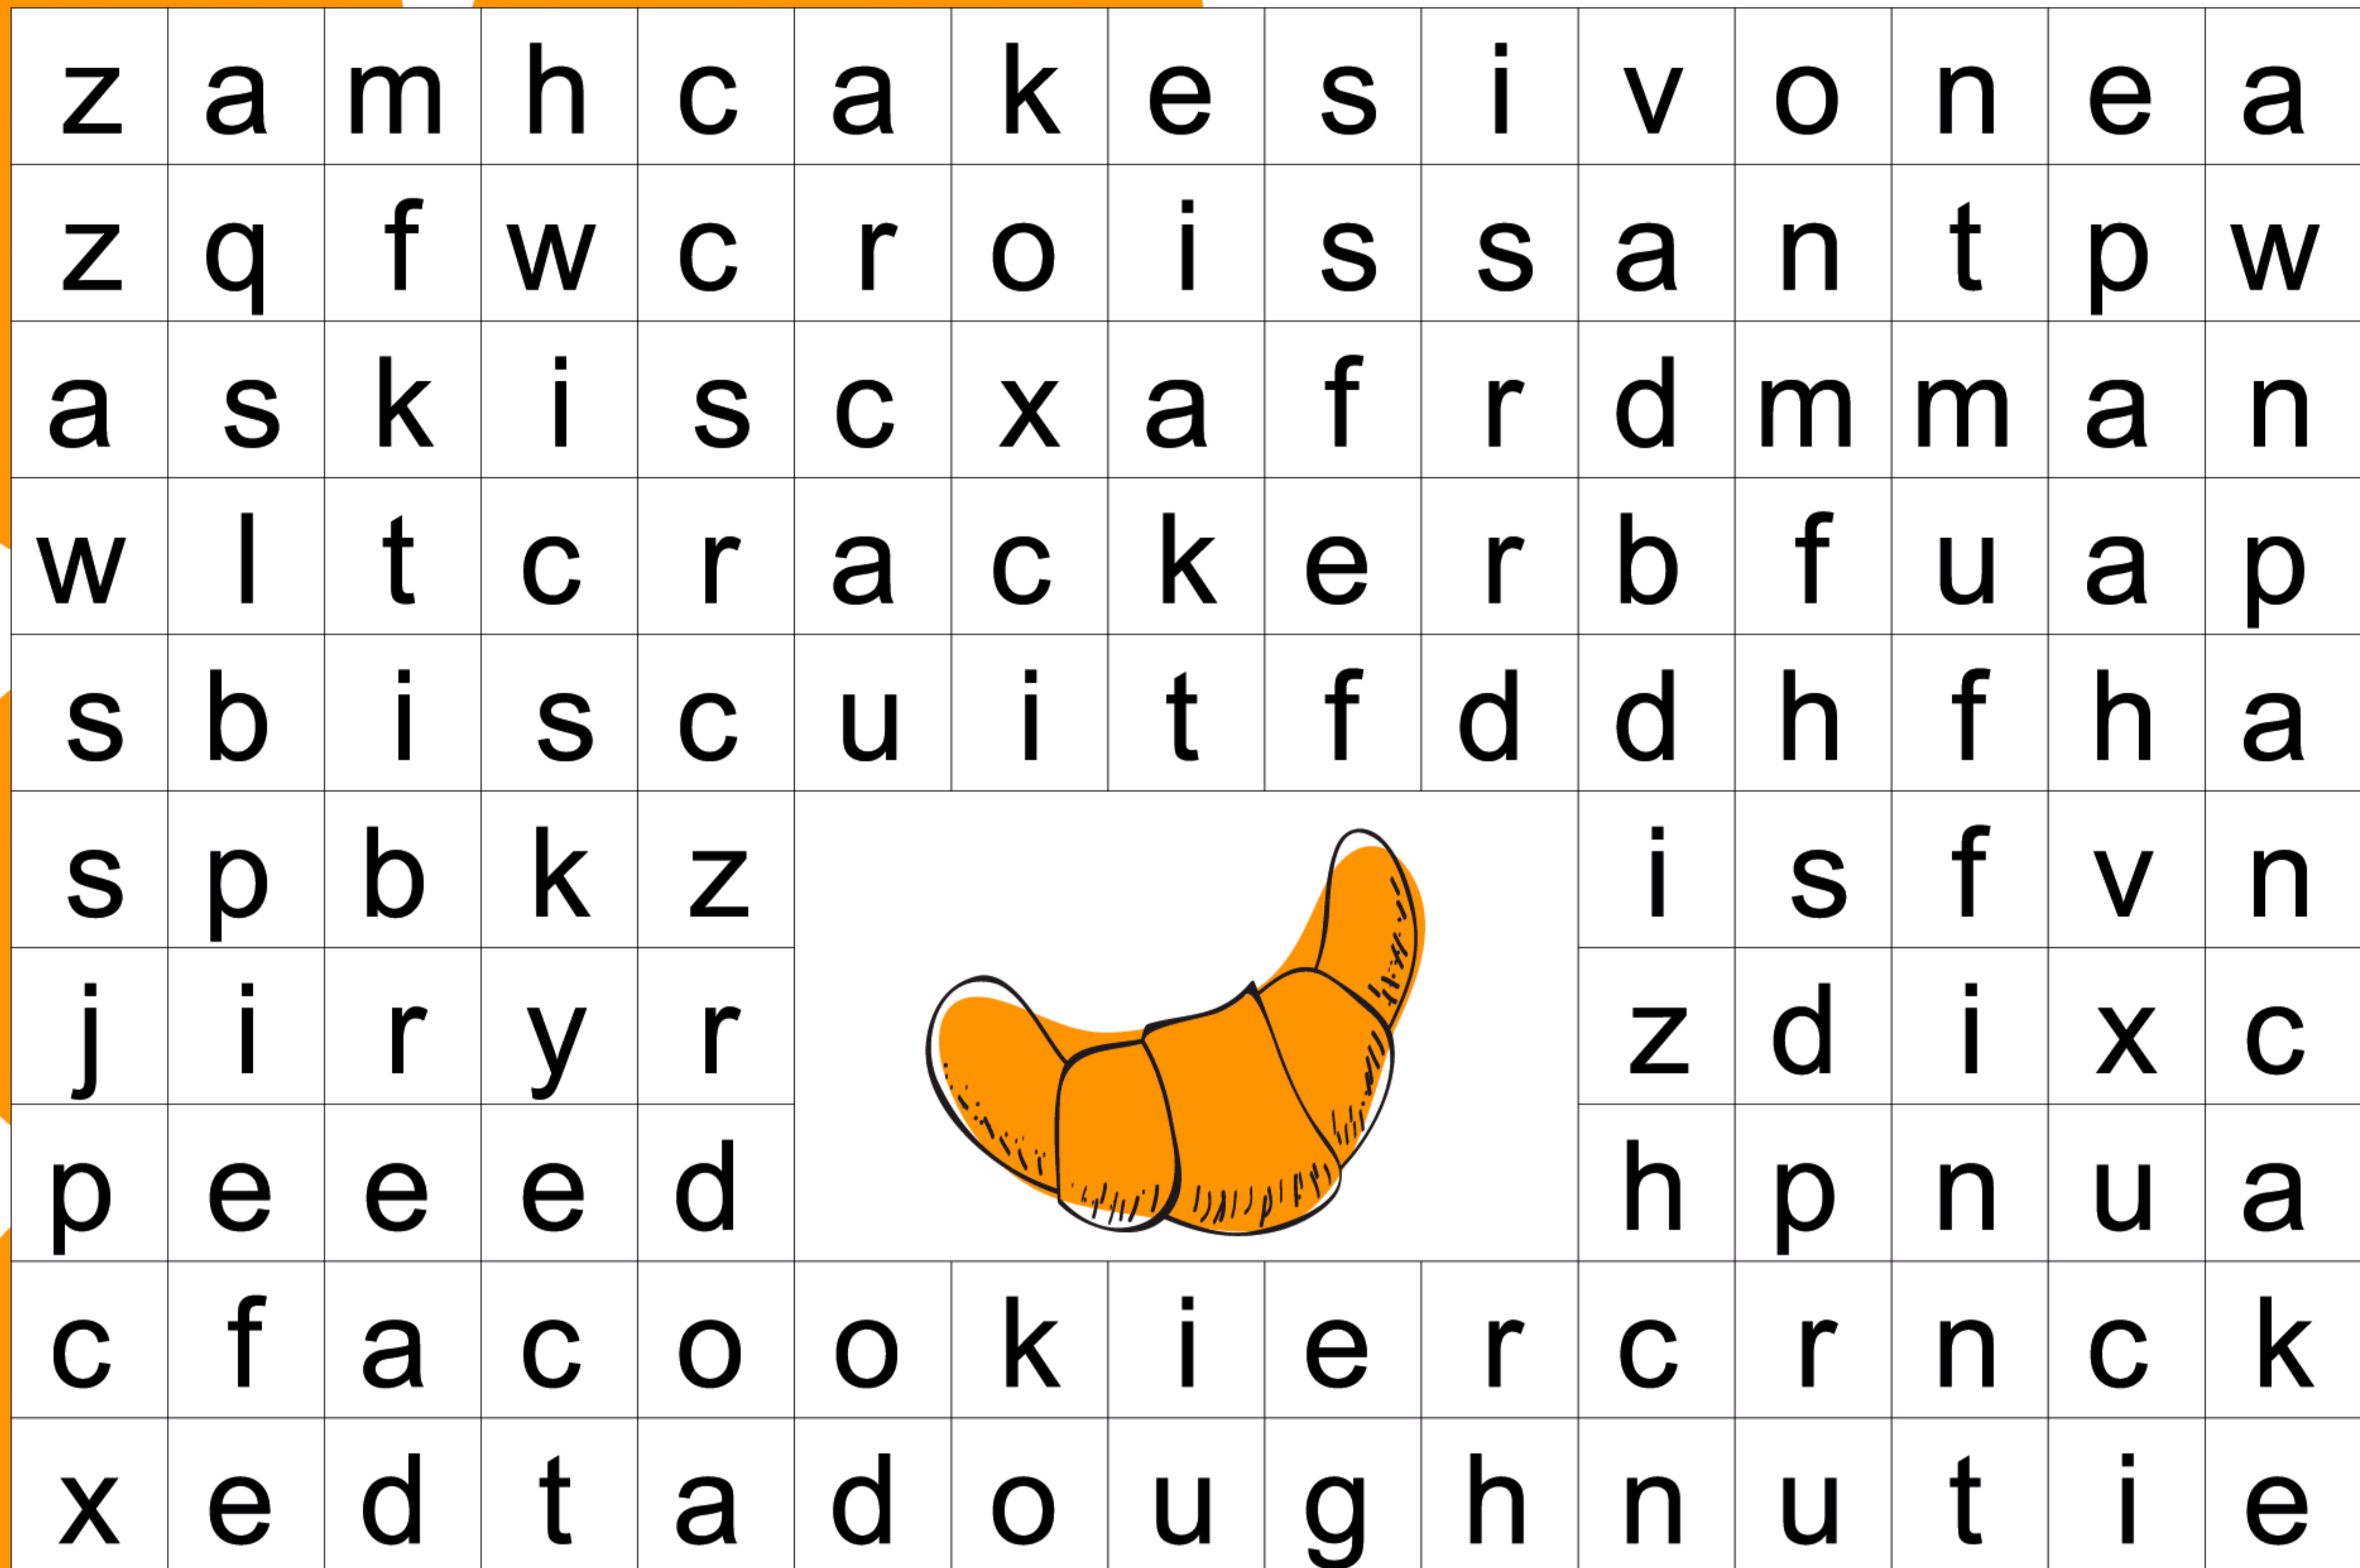 z a m h c a k e s i v o n e a
z q f w c r o i s s a n t p w
a s k i s c x a f r d m m a n
w l t c r a c k e r b f u a p
s b i s c u i t f d d h f h a
s p b k z i s f v n
j i r y r z d i x c
p e e e d h p n u a
c f a c o o k i e r c r n c k
x e d t a d o u g h n u t i e